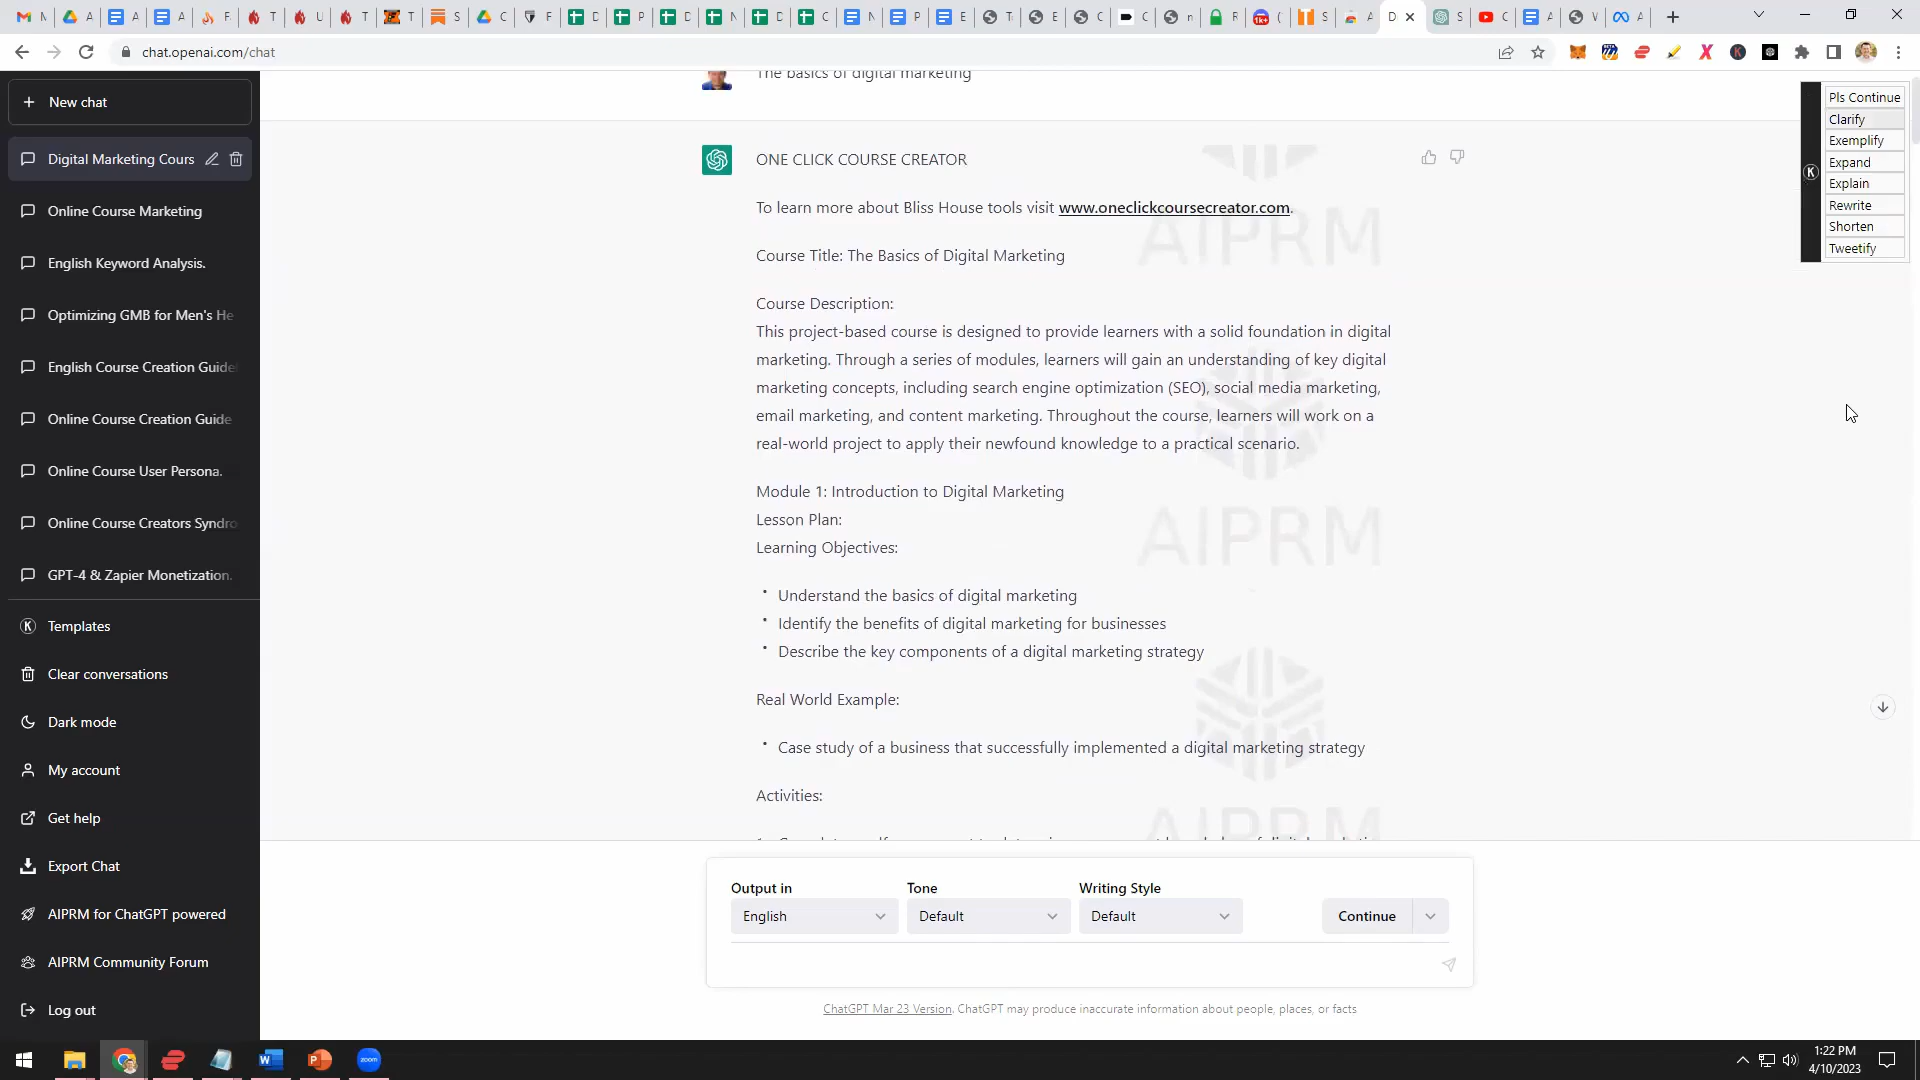 chat.openai.com/chat
New chat
Digital Marketing Cours
Online Course Marketing
English Keyword Analysis.
Optimizing GMB for Men's He
English Course Creation Guide
Online Course Creation Guide
Online Course User Persona.
Online Course Creators Syndro
GPT-4 & Zapier Monetization.
Templates
Clear conversations
Dark mode
My account
Get help
Export Chat
AIPRM for ChatGPT powered
AIPRM Community Forum
Log out
The basics of digital marketing
ONE CLICK COURSE CREATOR
To learn more about Bliss House tools visit www.oneclickcoursecreator.com.
Course Title: The Basics of Digital Marketing
Course Description:
This project-based course is designed to provide learners with a solid foundation in digital
marketing. Through a series of modules, learners will gain an understanding of key digital
marketing concepts, including search engine optimization (SEO), social media marketing,
email marketing, and content marketing. Throughout the course, learners will work on a
real-world project to apply their newfound knowledge to a practical scenario.
Module 1: Introduction to Digital Marketing
Lesson Plan:
Learning Objectives:
• Understand the basics of digital marketing
• Identify the benefits of digital marketing for businesses
• Describe the key components of a digital marketing strategy
Real World Example:
• Case study of a business that successfully implemented a digital marketing strategy
Activities:
AIPRM
AIPRM
AIPRM
Pls Continue
Clarify
Exemplify
Expand
Explain
Rewrite
Shorten
Tweetify
Output in
Tone
Writing Style
English
Default
Default
Continue
ChatGPT Mar 23 Version. ChatGPT may produce inaccurate information about people, places, or facts
zoom
1:22 PM
4/10/2023